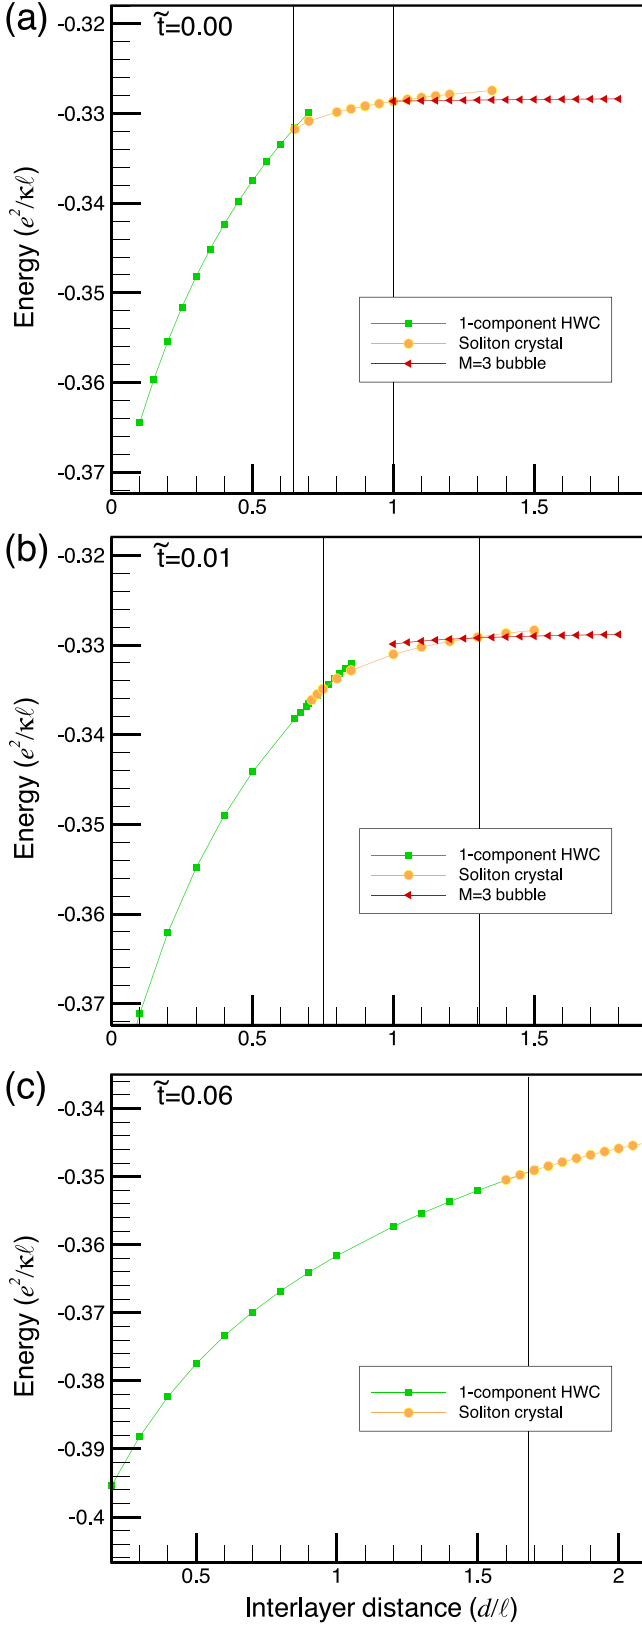 (a)
t̃=0.00
-0.32
-0.33
-0.34
-0.35
-0.36
-0.37
Energy (e²/κℓ)
1-component HWC
Soliton crystal
M=3 bubble
0 0.5 1 1.5
(b)
t̃=0.01
-0.32
-0.33
-0.34
-0.35
-0.36
-0.37
Energy (e²/κℓ)
1-component HWC
Soliton crystal
M=3 bubble
0 0.5 1 1.5
(c)
t̃=0.06
-0.34
-0.35
-0.36
-0.37
-0.38
-0.39
-0.4
Energy (e²/κℓ)
1-component HWC
Soliton crystal
0.5 1 1.5 2
Interlayer distance (d/ℓ)